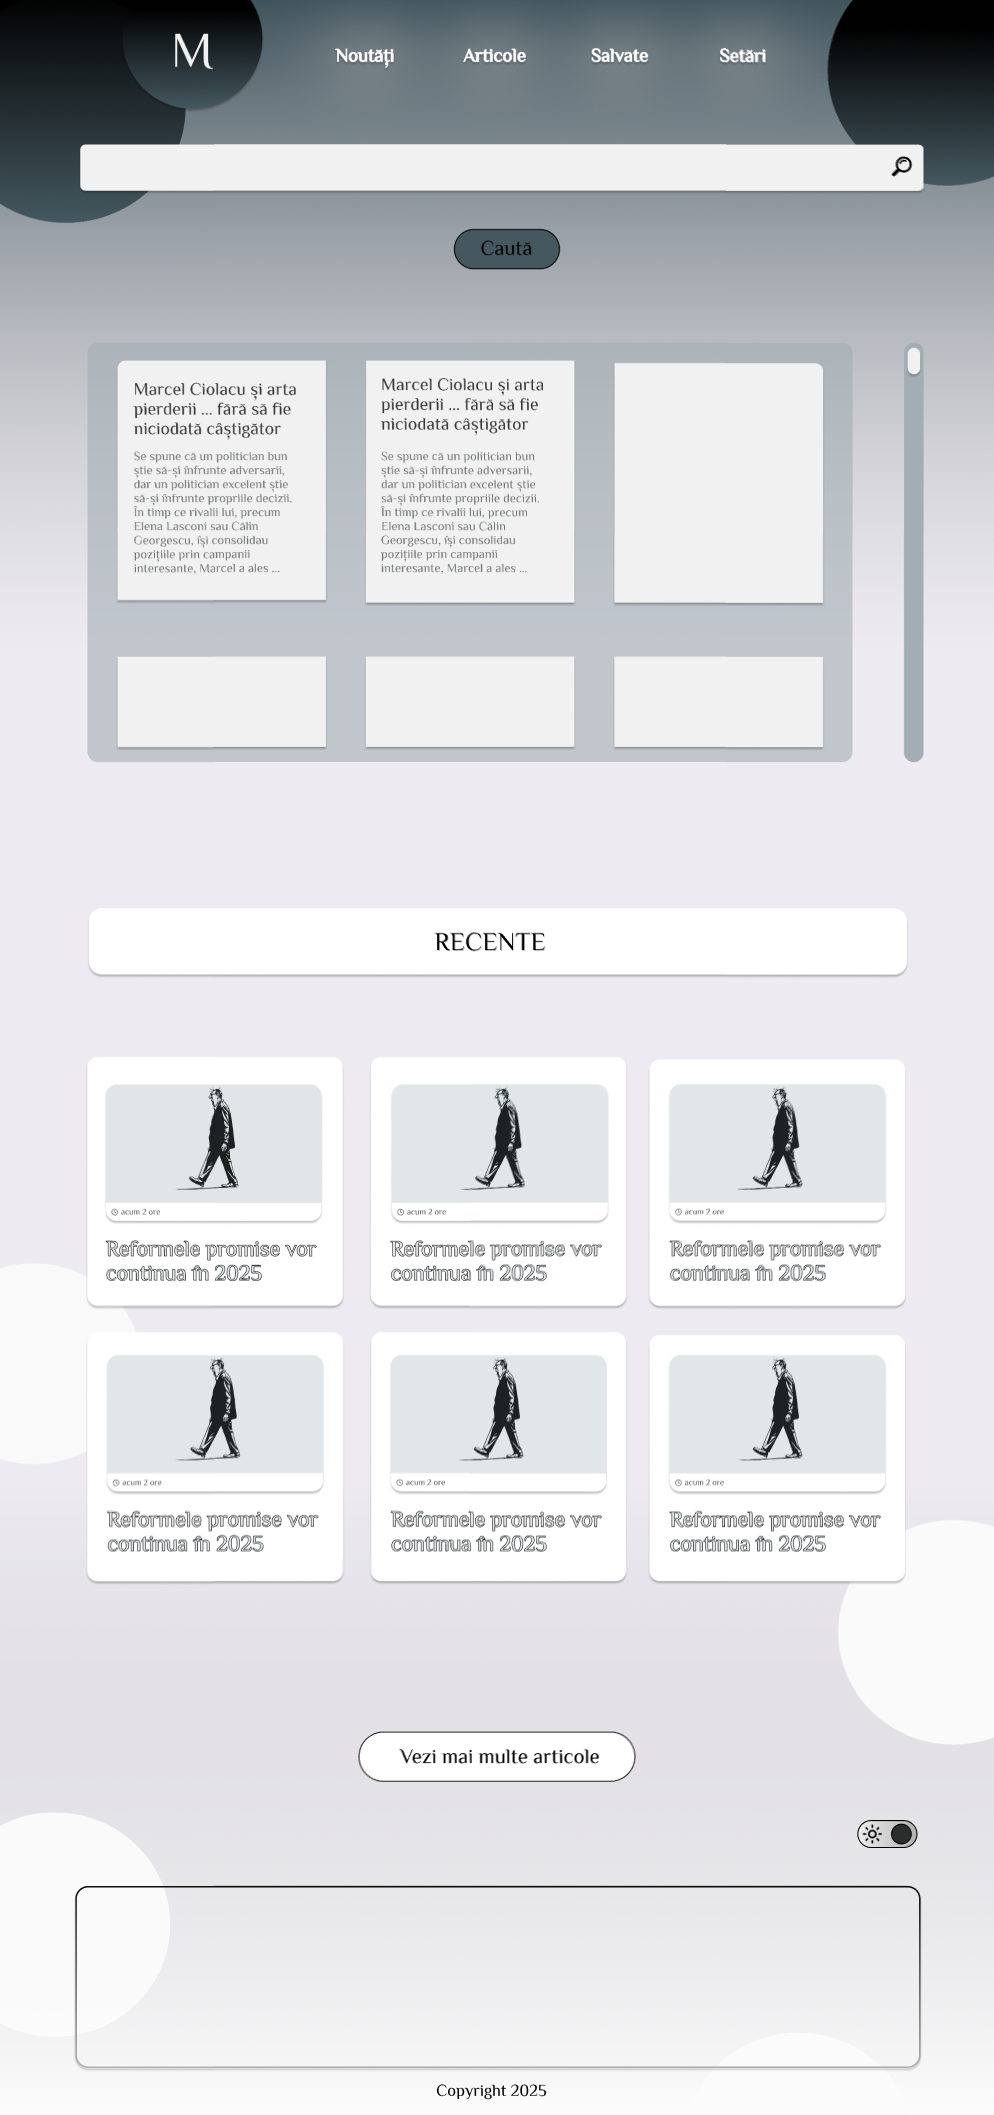 M
Noutăți Articole Salvate Setări
Caută
Marcel Ciolacu și arta
pierderii ... fără să fie
niciodată câștigător
Se spune că un politician bun
știe să-și înfrunte adversarii,
dar un politician excelent știe
să-și înfrunte propriile decizii.
În timp ce rivalii lui, precum
Elena Lasconi sau Călin
Georgescu, își consolidau
pozițiile prin campanii
interesante, Marcel a ales ...
Marcel Ciolacu și arta
pierderii ... fără să fie
niciodată câștigător
Se spune că un politician bun
știe să-și înfrunte adversarii,
dar un politician excelent știe
să-și înfrunte propriile decizii.
În timp ce rivalii lui, precum
Elena Lasconi sau Călin
Georgescu, își consolidau
pozițiile prin campanii
interesante, Marcel a ales ...
RECENTE
acum 2 ore
Reformele promise vor
continua în 2025
acum 2 ore
Reformele promise vor
continua în 2025
acum 2 ore
Reformele promise vor
continua în 2025
acum 2 ore
Reformele promise vor
continua în 2025
acum 2 ore
Reformele promise vor
continua în 2025
acum 2 ore
Reformele promise vor
continua în 2025
Vezi mai multe articole
Copyright 2025